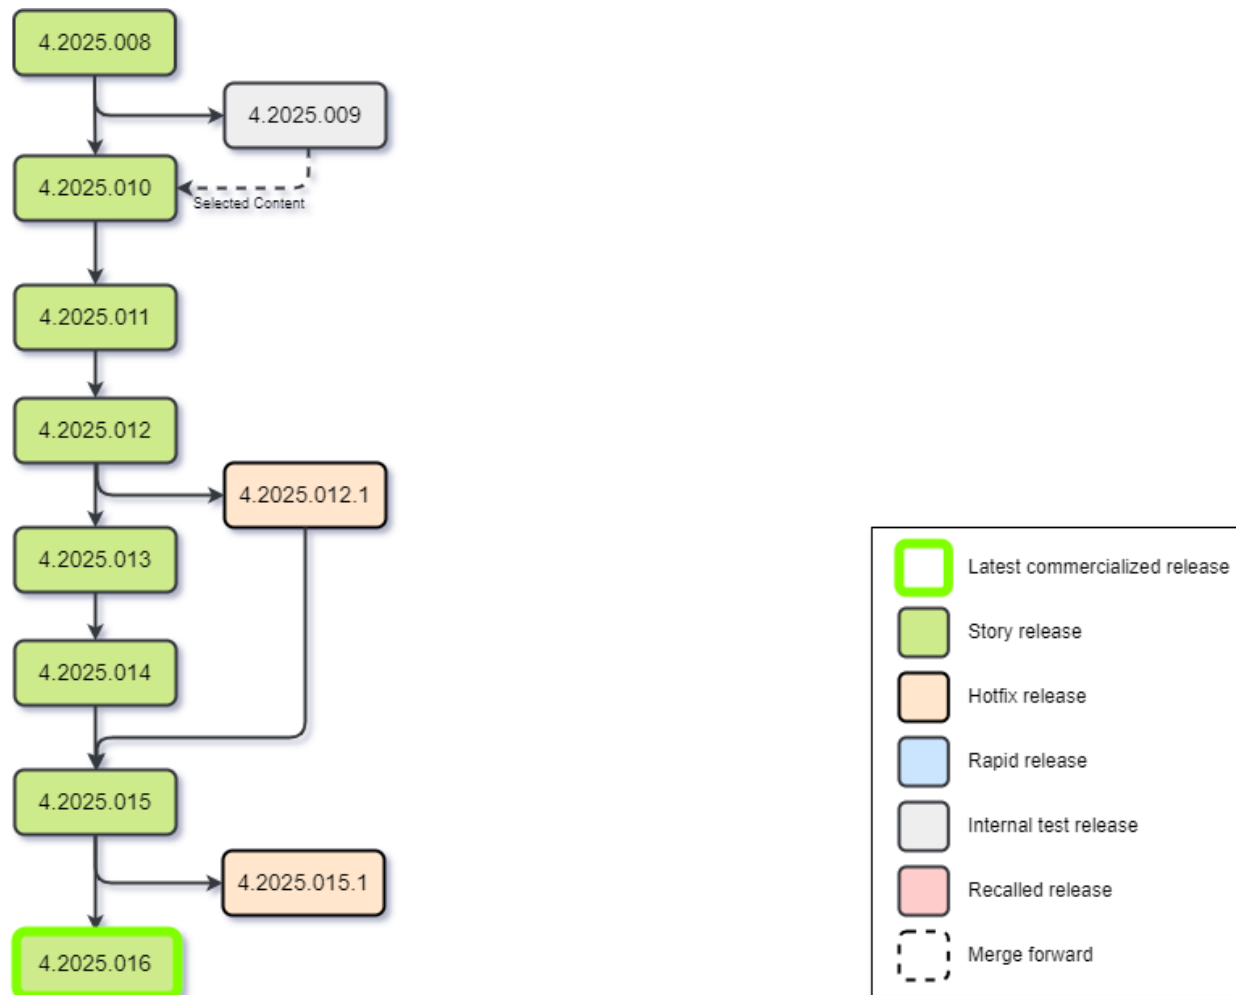 4.2025.008
4.2025.009
4.2025.010
Selected Content
4.2025.011
4.2025.012
4.2025.012.1
4.2025.013
4.2025.014
4.2025.015
4.2025.015.1
4.2025.016
Latest commercialized release
Story release
Hotfix release
Rapid release
Internal test release
Recalled release
Merge forward